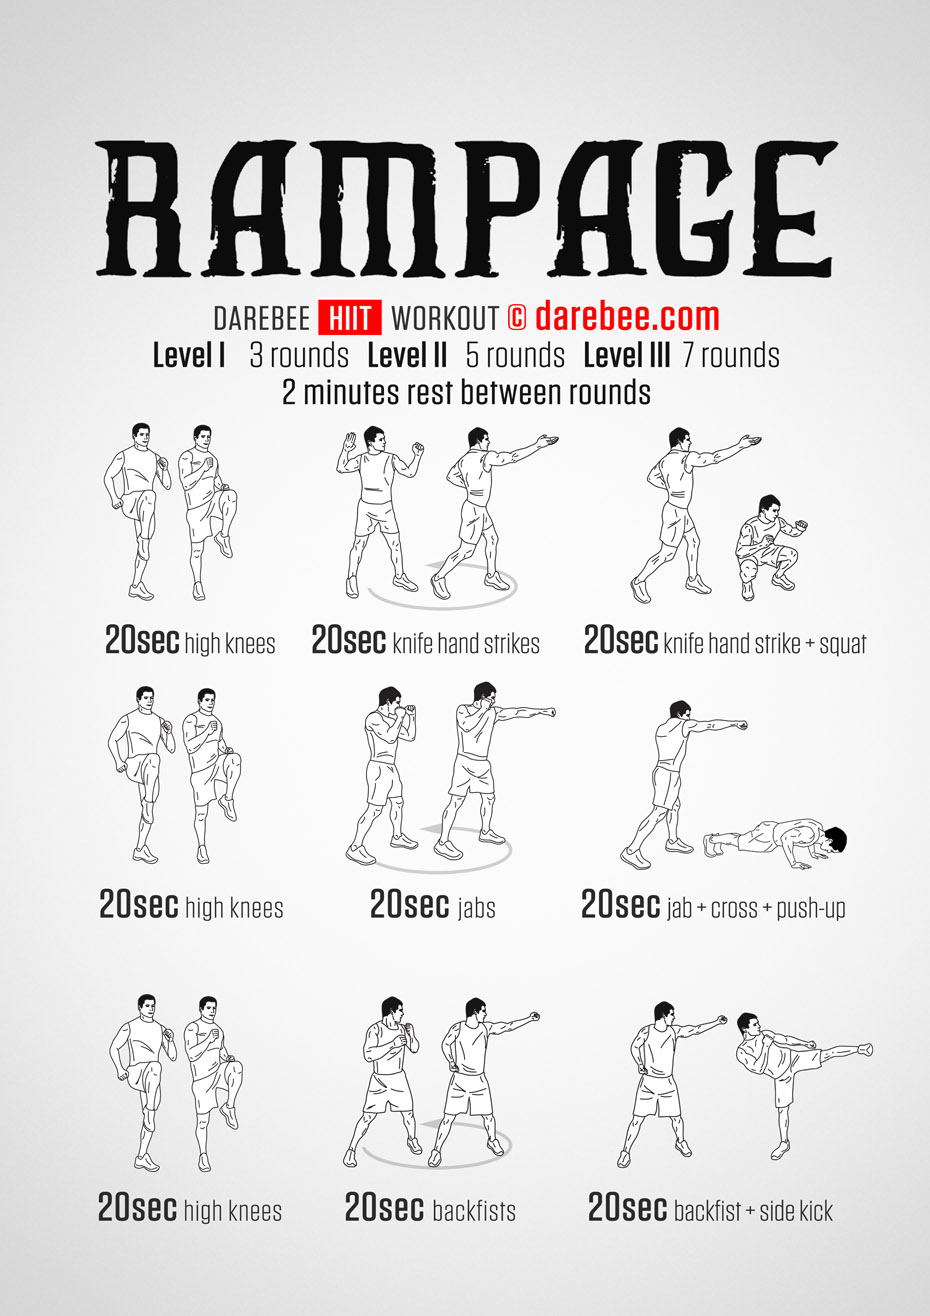 RAMPAGE
DAREBEE HIIT WORKOUT © darebee.com
Level I 3 rounds Level II 5 rounds Level III 7 rounds
2 minutes rest between rounds
20sec high knees
20sec knife hand strikes
20sec knife hand strike + squat
20sec high knees
20sec jabs
20sec jab + cross + push-up
20sec high knees
20sec backfists
20sec backfist + side kick